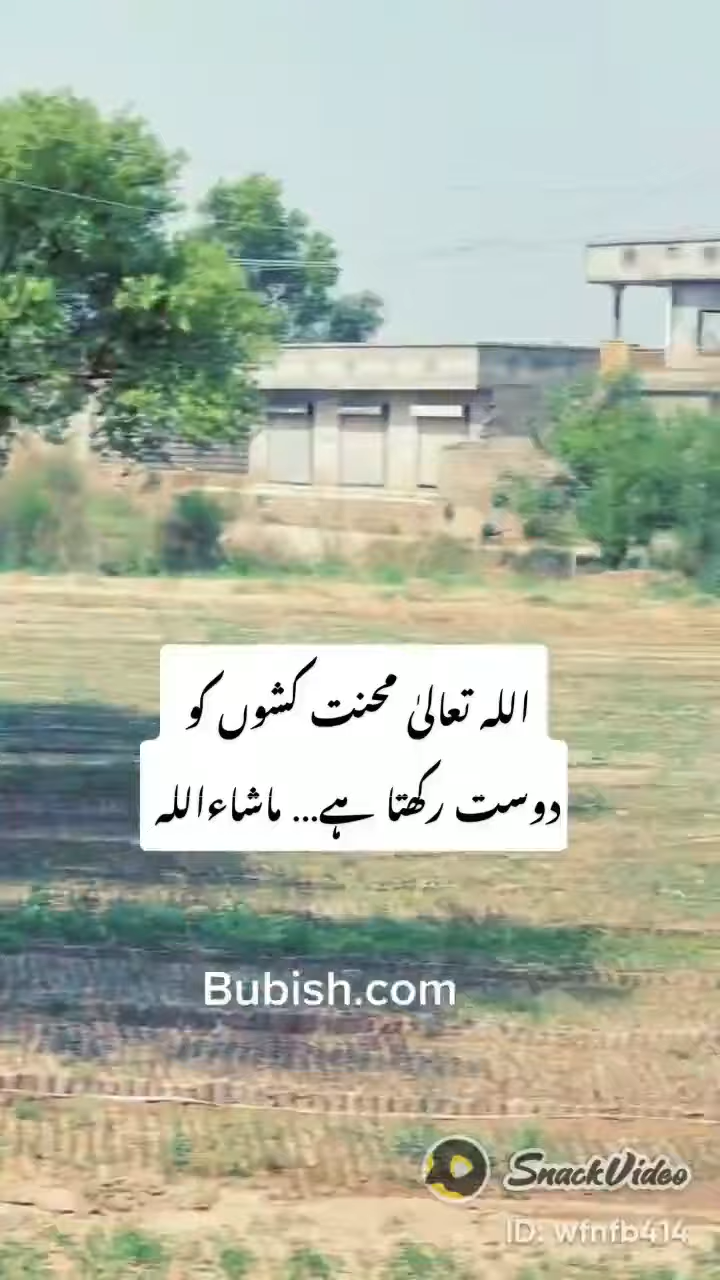 اللہ تعالیٰ محنت کشوں کو
دوست رکھتا ہے... ماشاءاللہ
Bubish.com
SnackVideo
ID: wfnfb414